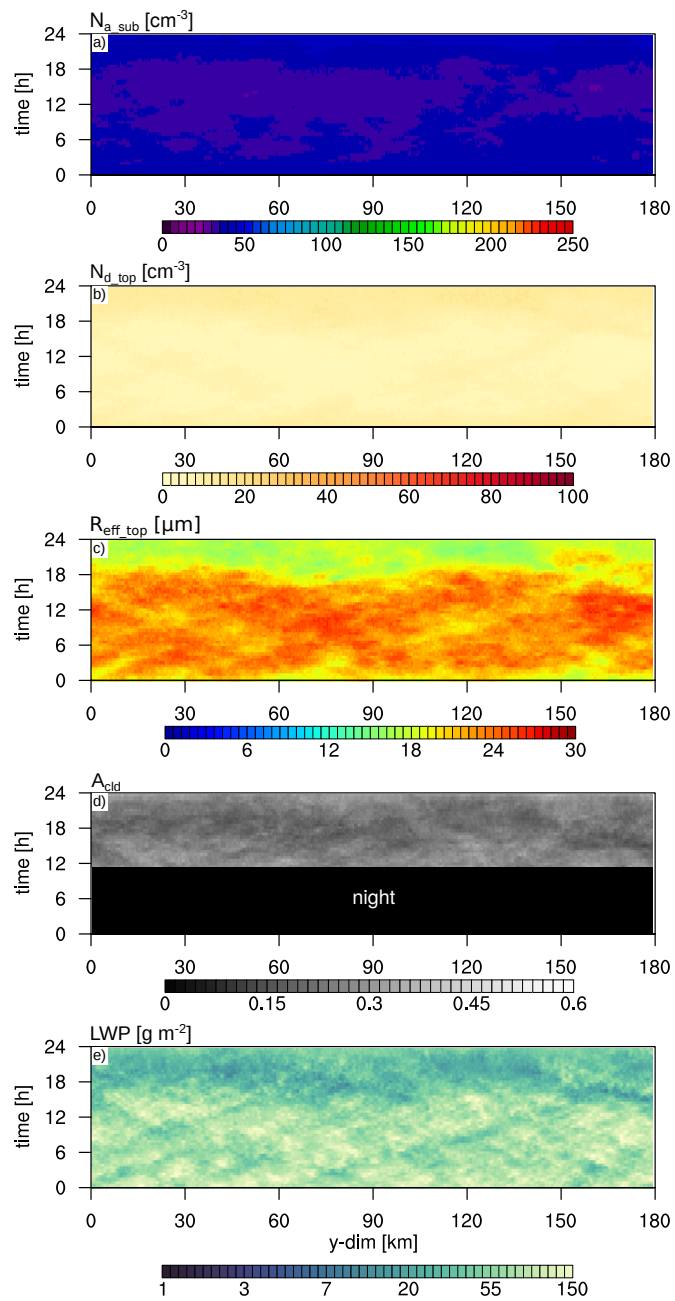 N_a_sub [cm-3]
a)
time [h]
24
18
12
6
0
0 30 60 90 120 150 180
0 50 100 150 200 250
N_d_top [cm-3]
b)
time [h]
24
18
12
6
0
0 30 60 90 120 150 180
0 20 40 60 80 100
R_eff_top [µm]
c)
time [h]
24
18
12
6
0
0 30 60 90 120 150 180
0 6 12 18 24 30
A_cld
d)
time [h]
24
18
12
6
0
night
0 30 60 90 120 150 180
0 0.15 0.3 0.45 0.6
LWP [g m-2]
e)
time [h]
24
18
12
6
0
0 30 60 90 120 150 180
y-dim [km]
1 3 7 20 55 150